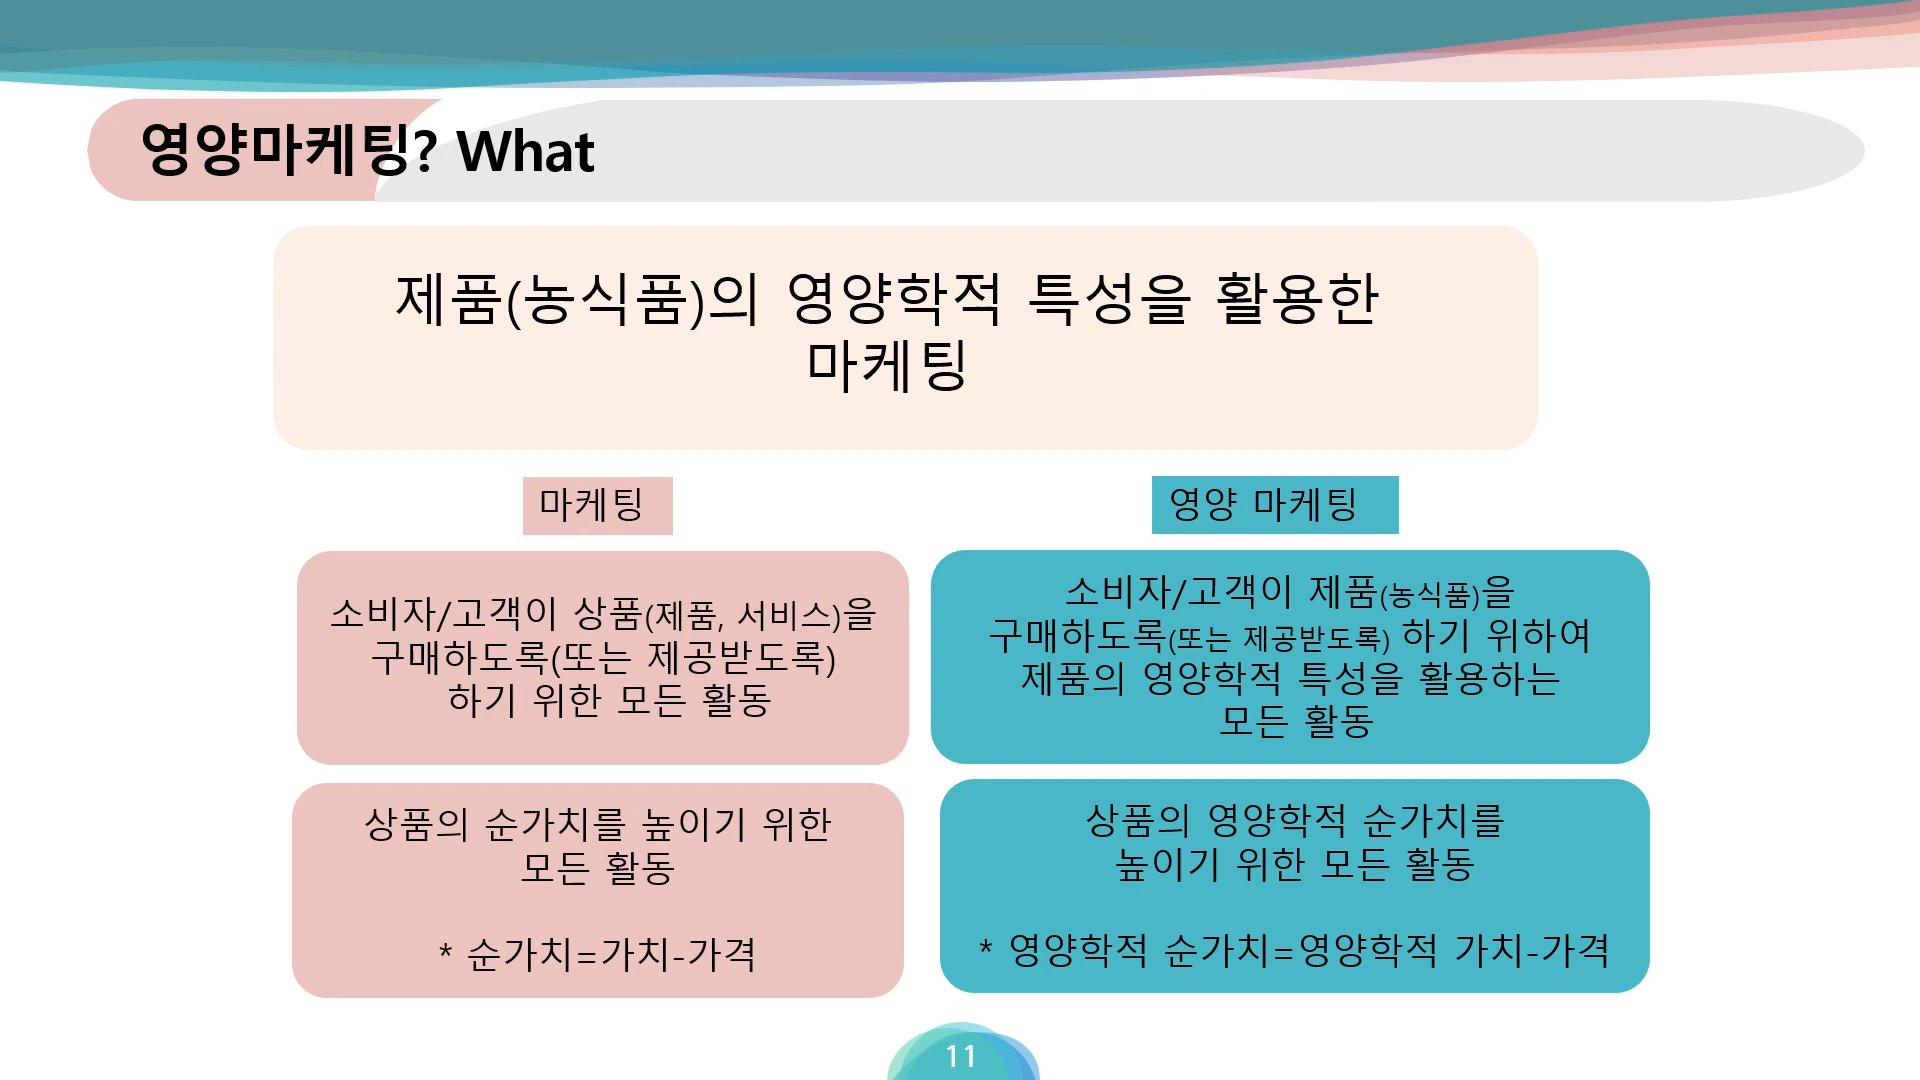 영양마케팅? What
제품(농식품)의 영양학적 특성을 활용한
마케팅
마케팅
소비자/고객이 상품(제품, 서비스)을
구매하도록(또는 제공받도록)
하기 위한 모든 활동
상품의 순가치를 높이기 위한
모든 활동
* 순가치=가치-가격
영양 마케팅
소비자/고객이 제품(농식품)을
구매하도록(또는 제공받도록) 하기 위하여
제품의 영양학적 특성을 활용하는
모든 활동
상품의 영양학적 순가치를
높이기 위한 모든 활동
* 영양학적 순가치=영양학적 가치-가격
11